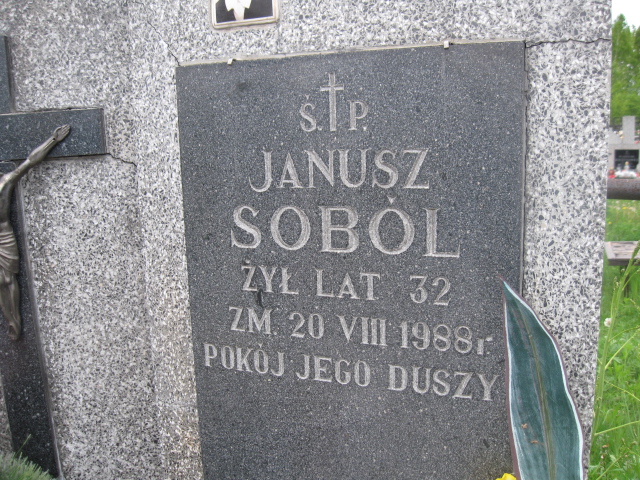 Ś.†P.
JANUSZ
SOBÓL
ŻYŁ LAT 32
ZM. 20 VIII 1988r.
POKÓJ JEGO DUSZY